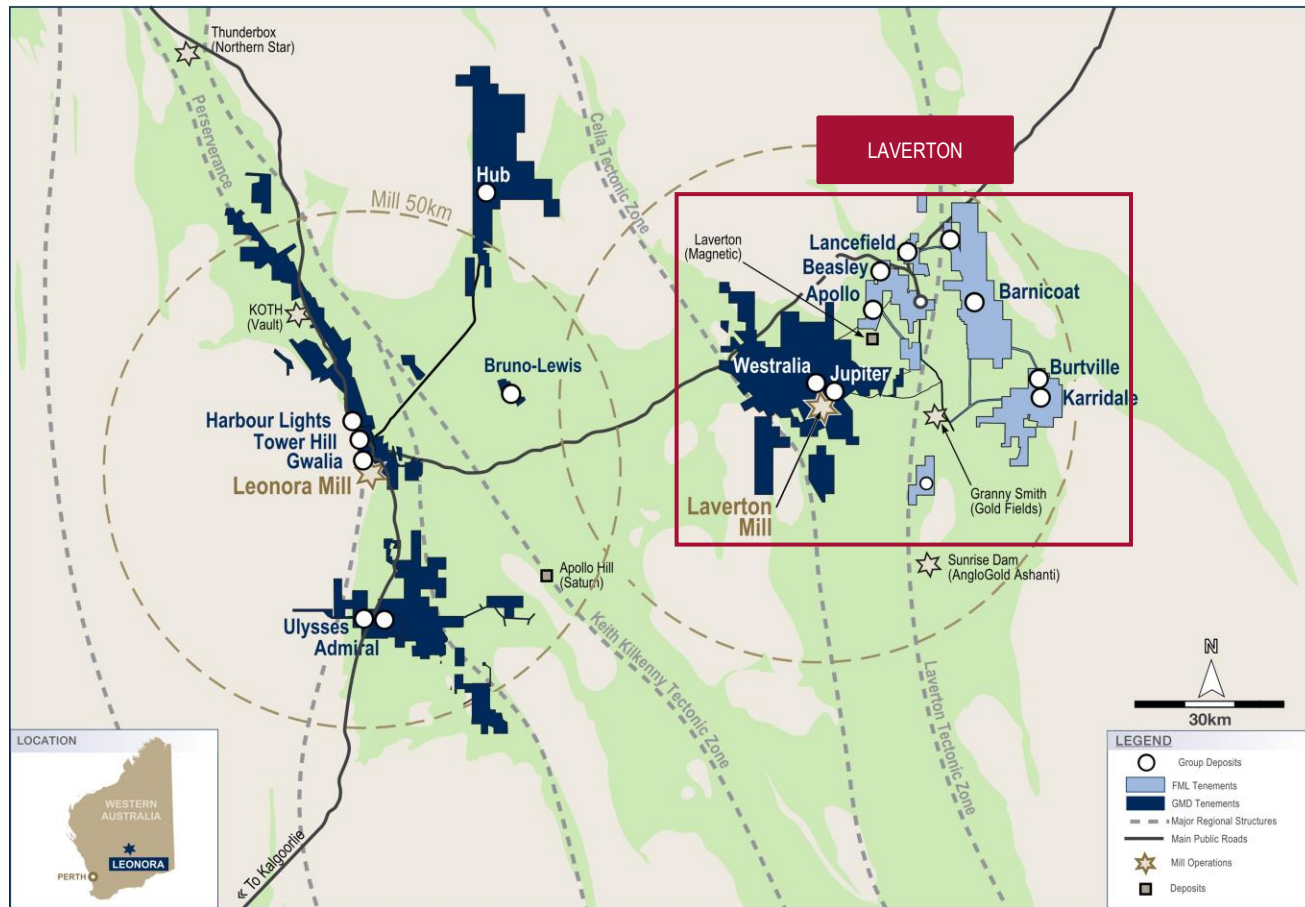 Thunderbox
(Northern Star)
Perserverance
Celia Tectonic Zone
LAVERTON
Hub
Mill 50km
Laverton
(Magnetic)
Lancefield
Beasley
Apollo
Barnicoat
KOTH
(Vault)
Bruno-Lewis
Westralia
Jupiter
Burtville
Karridale
Harbour Lights
Tower Hill
Gwalia
Leonora Mill
Laverton
Mill
Granny Smith
(Gold Fields)
Apollo Hill
(Saturn)
Sunrise Dam
(AngloGold Ashanti)
Ulysses
Admiral
Keith Kilkenny Tectonic Zone
Laverton Tectonic Zone
N
30km
LOCATION
WESTERN
AUSTRALIA
LEONORA
PERTH
« To Kalgoorlie
LEGEND
Group Deposits
FML Tenements
GMD Tenements
Major Regional Structures
Main Public Roads
Mill Operations
Deposits